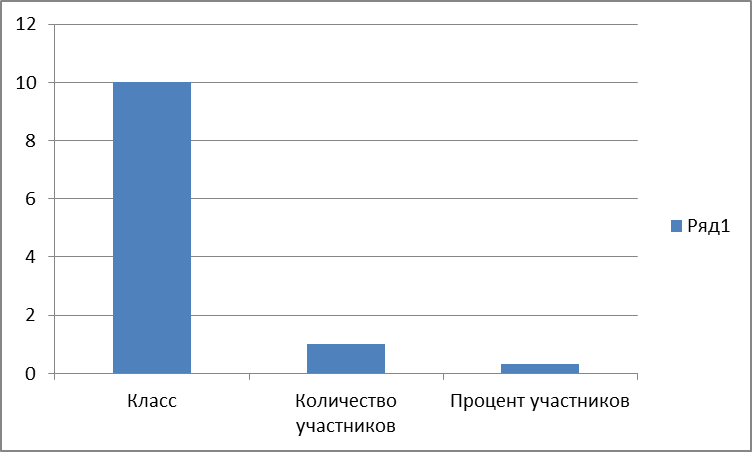 12
10
8
6
4
2
0
Класс
Количество
участников
Процент участников
Ряд1